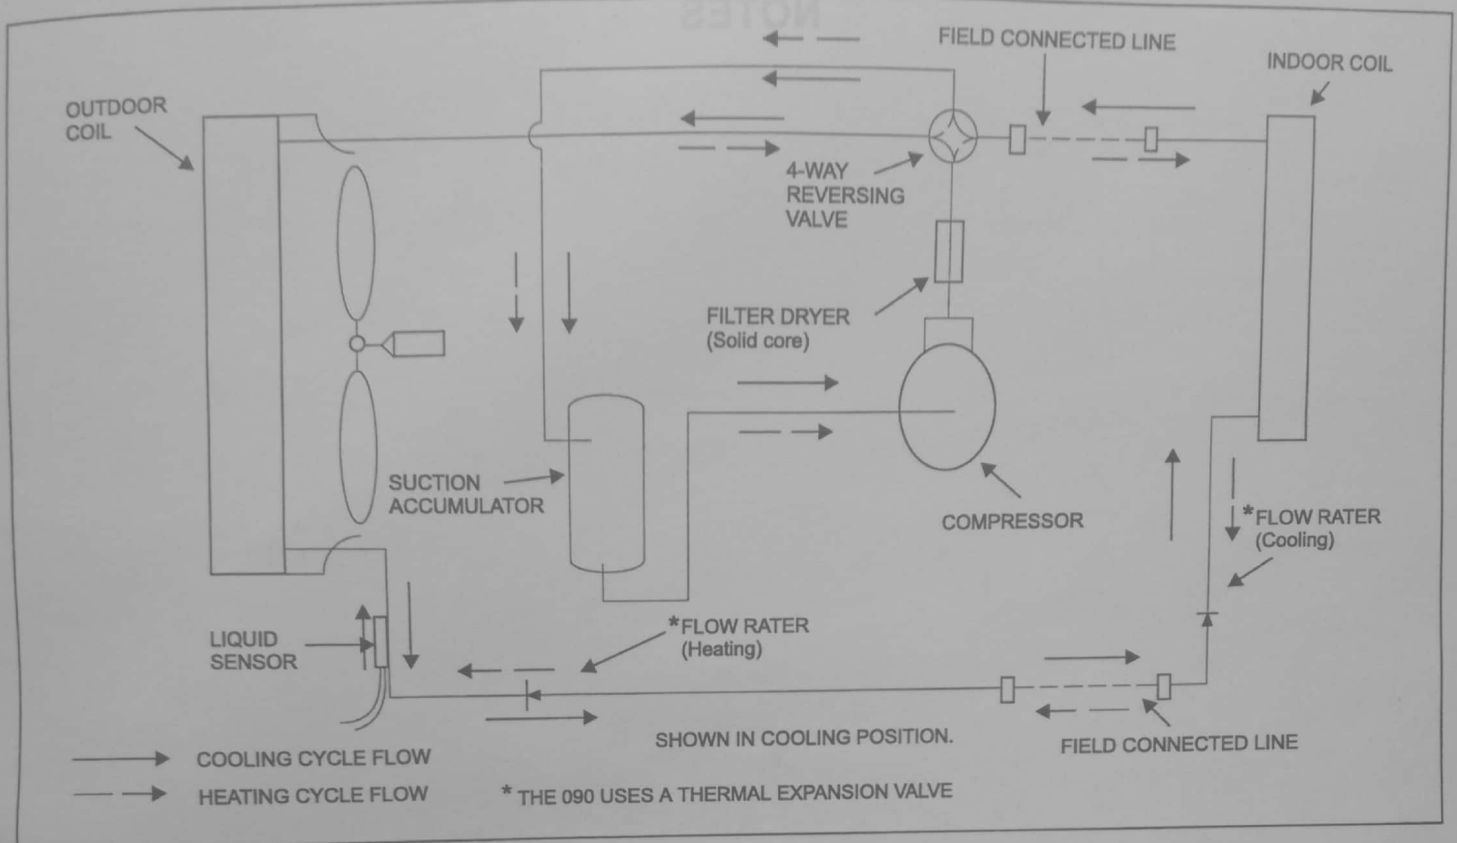 NOTES
FIELD CONNECTED LINE
INDOOR COIL
OUTDOOR
COIL
4-WAY
REVERSING
VALVE
FILTER DRYER
(Solid core)
SUCTION
ACCUMULATOR
COMPRESSOR
*FLOW RATER
(Cooling)
LIQUID
SENSOR
*FLOW RATER
(Heating)
SHOWN IN COOLING POSITION.
FIELD CONNECTED LINE
COOLING CYCLE FLOW
HEATING CYCLE FLOW
* THE 090 USES A THERMAL EXPANSION VALVE